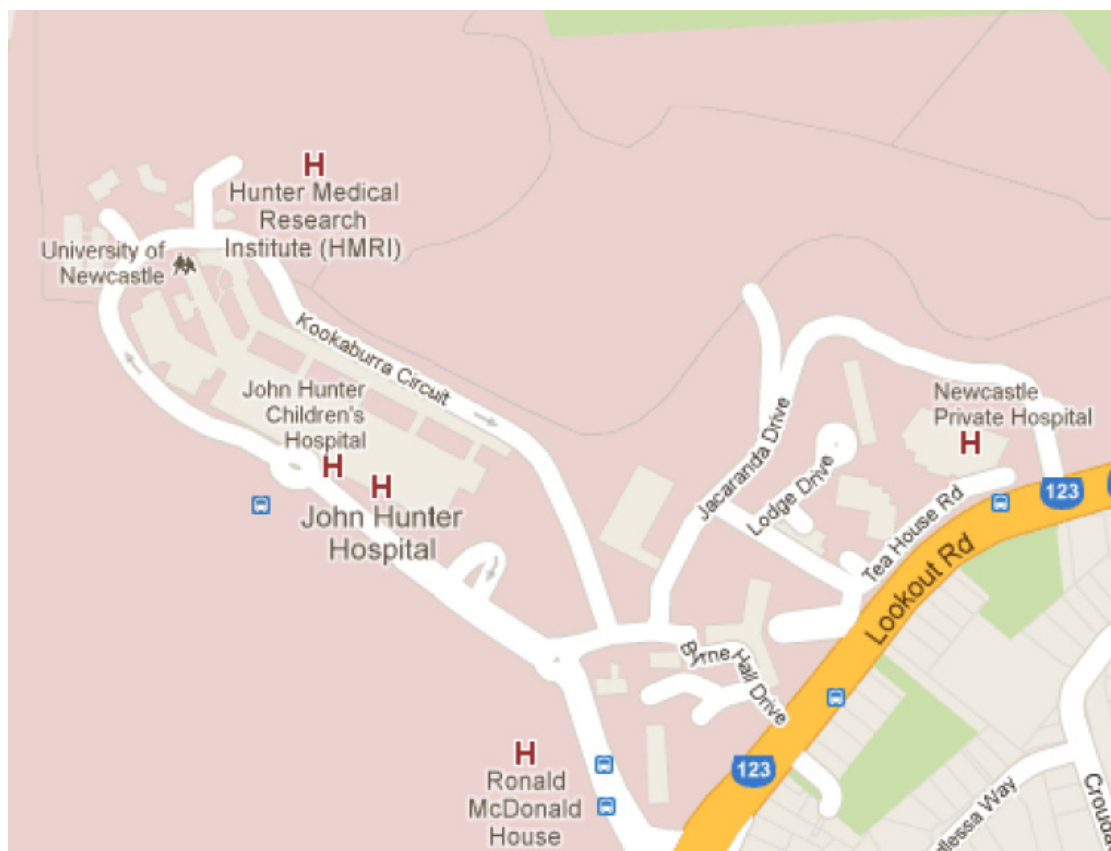 H
Hunter Medical
Research
Institute (HMRI)
University of
Newcastle
Kookaburra Circuit
John Hunter
Children's
Hospital
H
H
John Hunter
Hospital
Jacaranda Drive
Lodge Drive
Newcastle
Private Hospital
H
Tea House Rd
123
Lookout Rd
Byrne Hall Drive
123
H
Ronald
McDonald
House